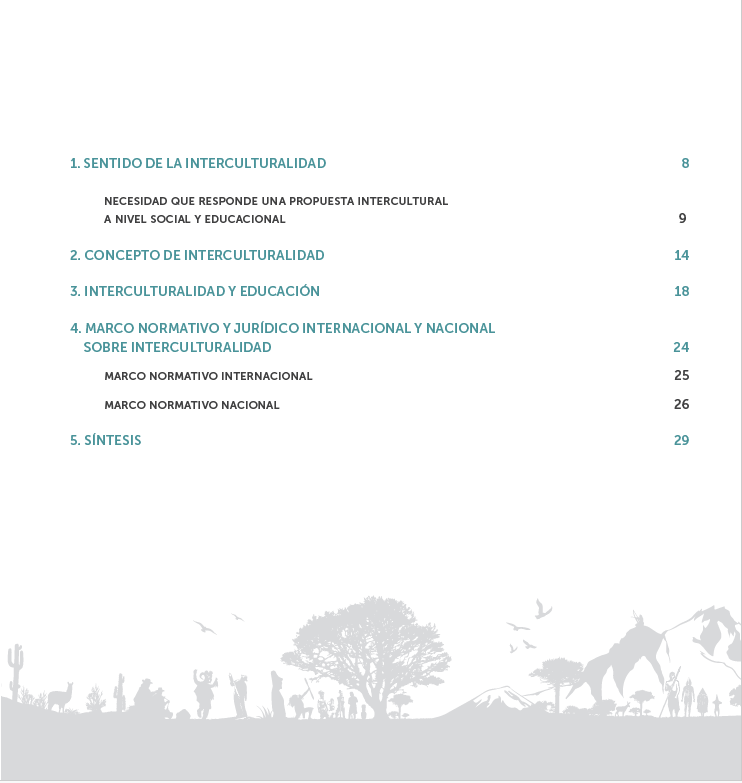 1. SENTIDO DE LA INTERCULTURALIDAD 8
NECESIDAD QUE RESPONDE UNA PROPUESTA INTERCULTURAL
A NIVEL SOCIAL Y EDUCACIONAL 9
2. CONCEPTO DE INTERCULTURALIDAD 14
3. INTERCULTURALIDAD Y EDUCACIÓN 18
4. MARCO NORMATIVO Y JURÍDICO INTERNACIONAL Y NACIONAL
SOBRE INTERCULTURALIDAD 24
MARCO NORMATIVO INTERNACIONAL 25
MARCO NORMATIVO NACIONAL 26
5. SÍNTESIS 29